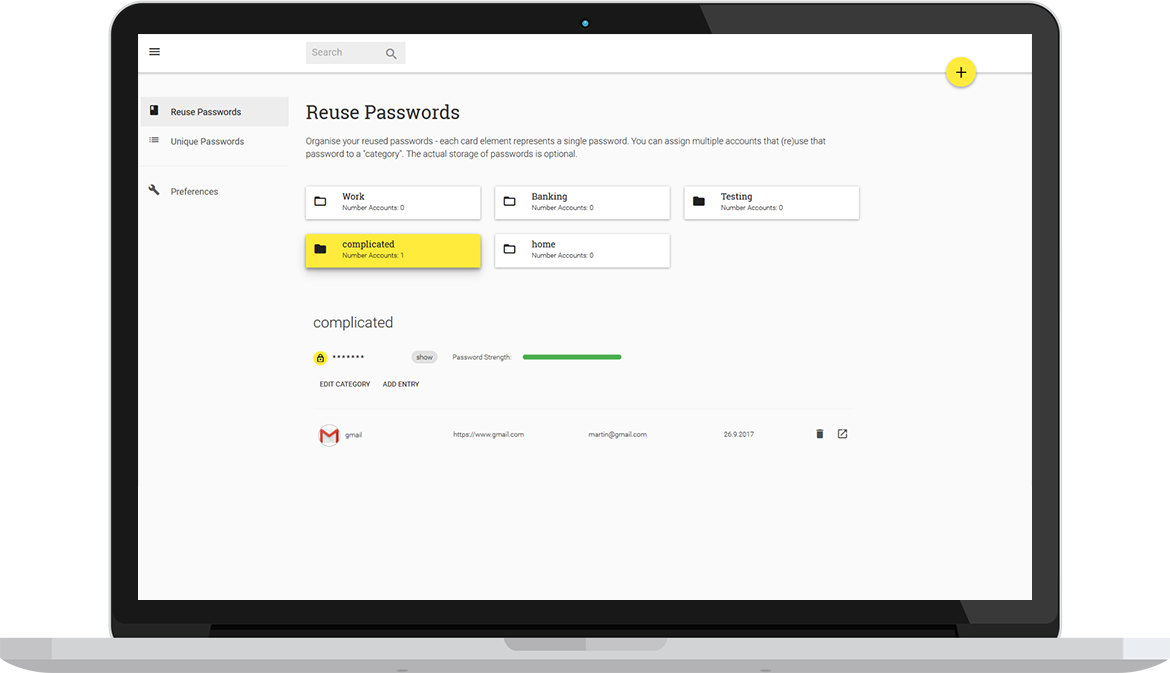 Search
Reuse Passwords
Unique Passwords
Preferences
Reuse Passwords
Organise your reused passwords - each card element represents a single password. You can assign multiple accounts that (re)use that
password to a "category". The actual storage of passwords is optional.
Work
Number Accounts: 0
Banking
Number Accounts: 0
Testing
Number Accounts: 0
complicated
Number Accounts: 1
home
Number Accounts: 0
complicated
******* show Password Strength:
EDIT CATEGORY ADD ENTRY
gmail https://www.gmail.com martin@gmail.com 26.9.2017